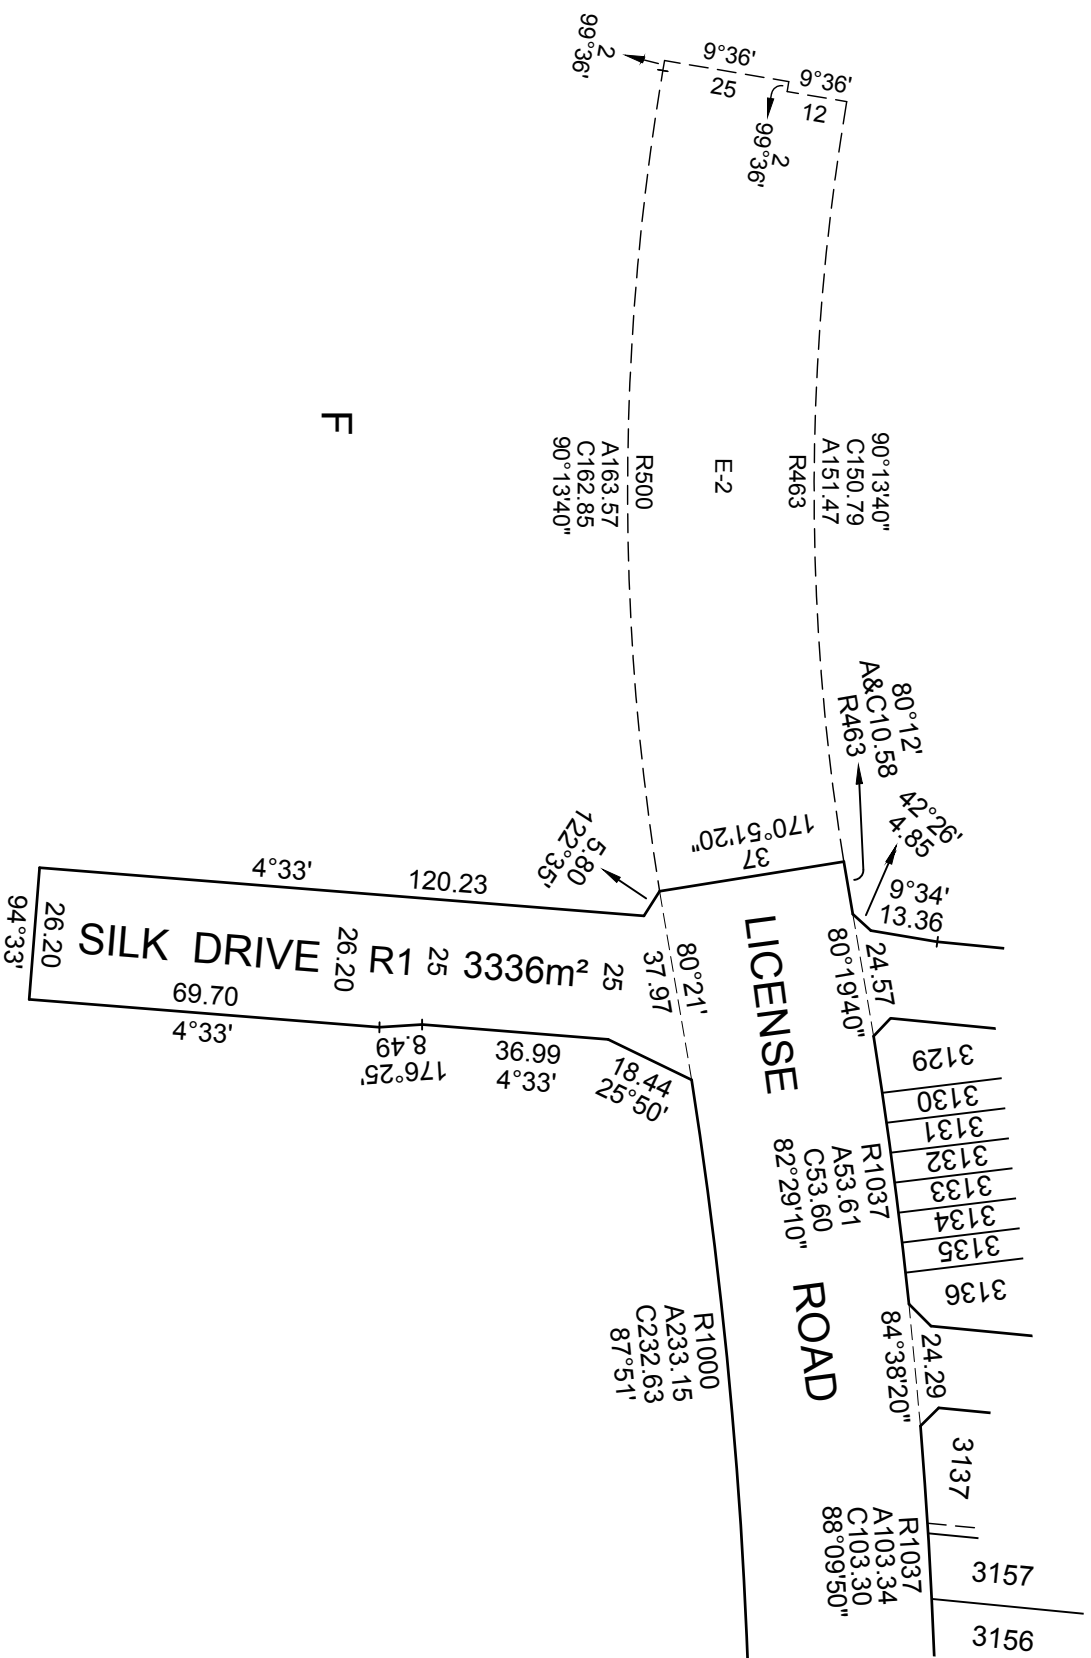 2
99°36'
9°36'
25
9°36'
12
2
99°36'
90°13'40"
C150.79
A151.47
R463
E-2
R500
A163.57
C162.85
90°13'40"
F
80°12'
A&C10.58
R463
42°26'
4.85
9°34'
13.36
170°51'20"
37
5.80
122°35'
24.57
80°19'40"
80°21'
37.97
LICENSE ROAD
4°33'
120.23
94°33'
26.20
SILK DRIVE
26.20
R1
25
3336m²
25
69.70
4°33'
8.49
176°25'
36.99
4°33'
18.44
25°50'
3129
3130
3131
3132
3133
3134
3135
3136
R1037
A53.61
C53.60
82°29'10"
24.29
84°38'20"
R1000
A233.15
C232.63
87°51'
3137
R1037
A103.34
C103.30
88°09'50"
3157
3156